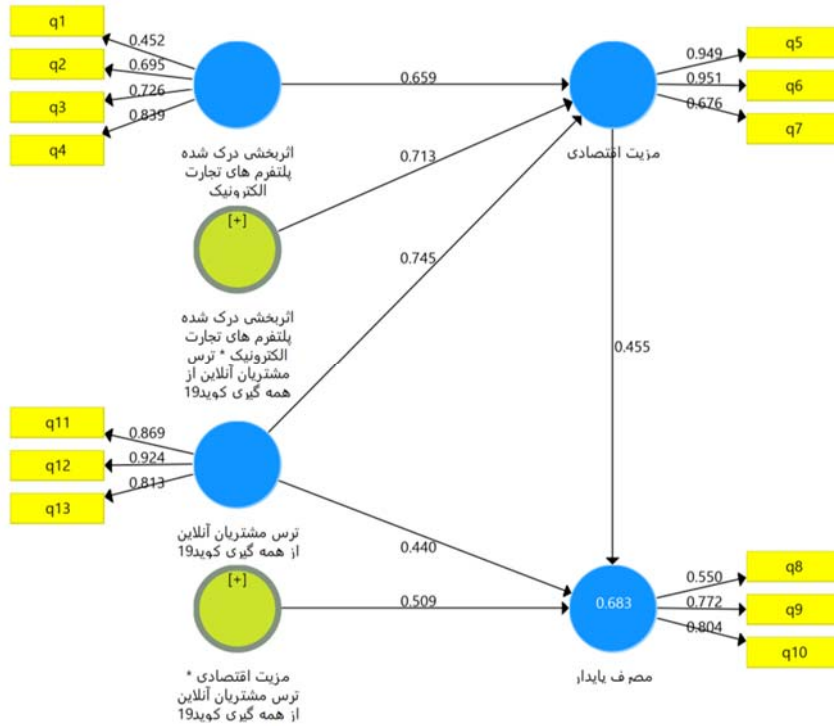 q1
q2
q3
q4
0.452
0.695
0.726
0.839
اثربخشی درک شده
پلتفرم های تجارت
الکترونیک
0.659
q5
q6
q7
0.949
0.951
0.676
مزیت اقتصادی
[+]
0.713
اثربخشی درک شده
پلتفرم های تجارت
الکترونیک * ترس
مشتریان آنلاین از
همه گیری کوید19
0.745
0.455
q11
q12
q13
0.869
0.924
0.813
ترس مشتریان آنلاین
از همه گیری کوید19
0.440
[+]
0.509
مزیت اقتصادی *
ترس مشتریان آنلاین
از همه گیری کوید19
0.683
0.550
0.772
0.804
q8
q9
q10
مصرف پایدار